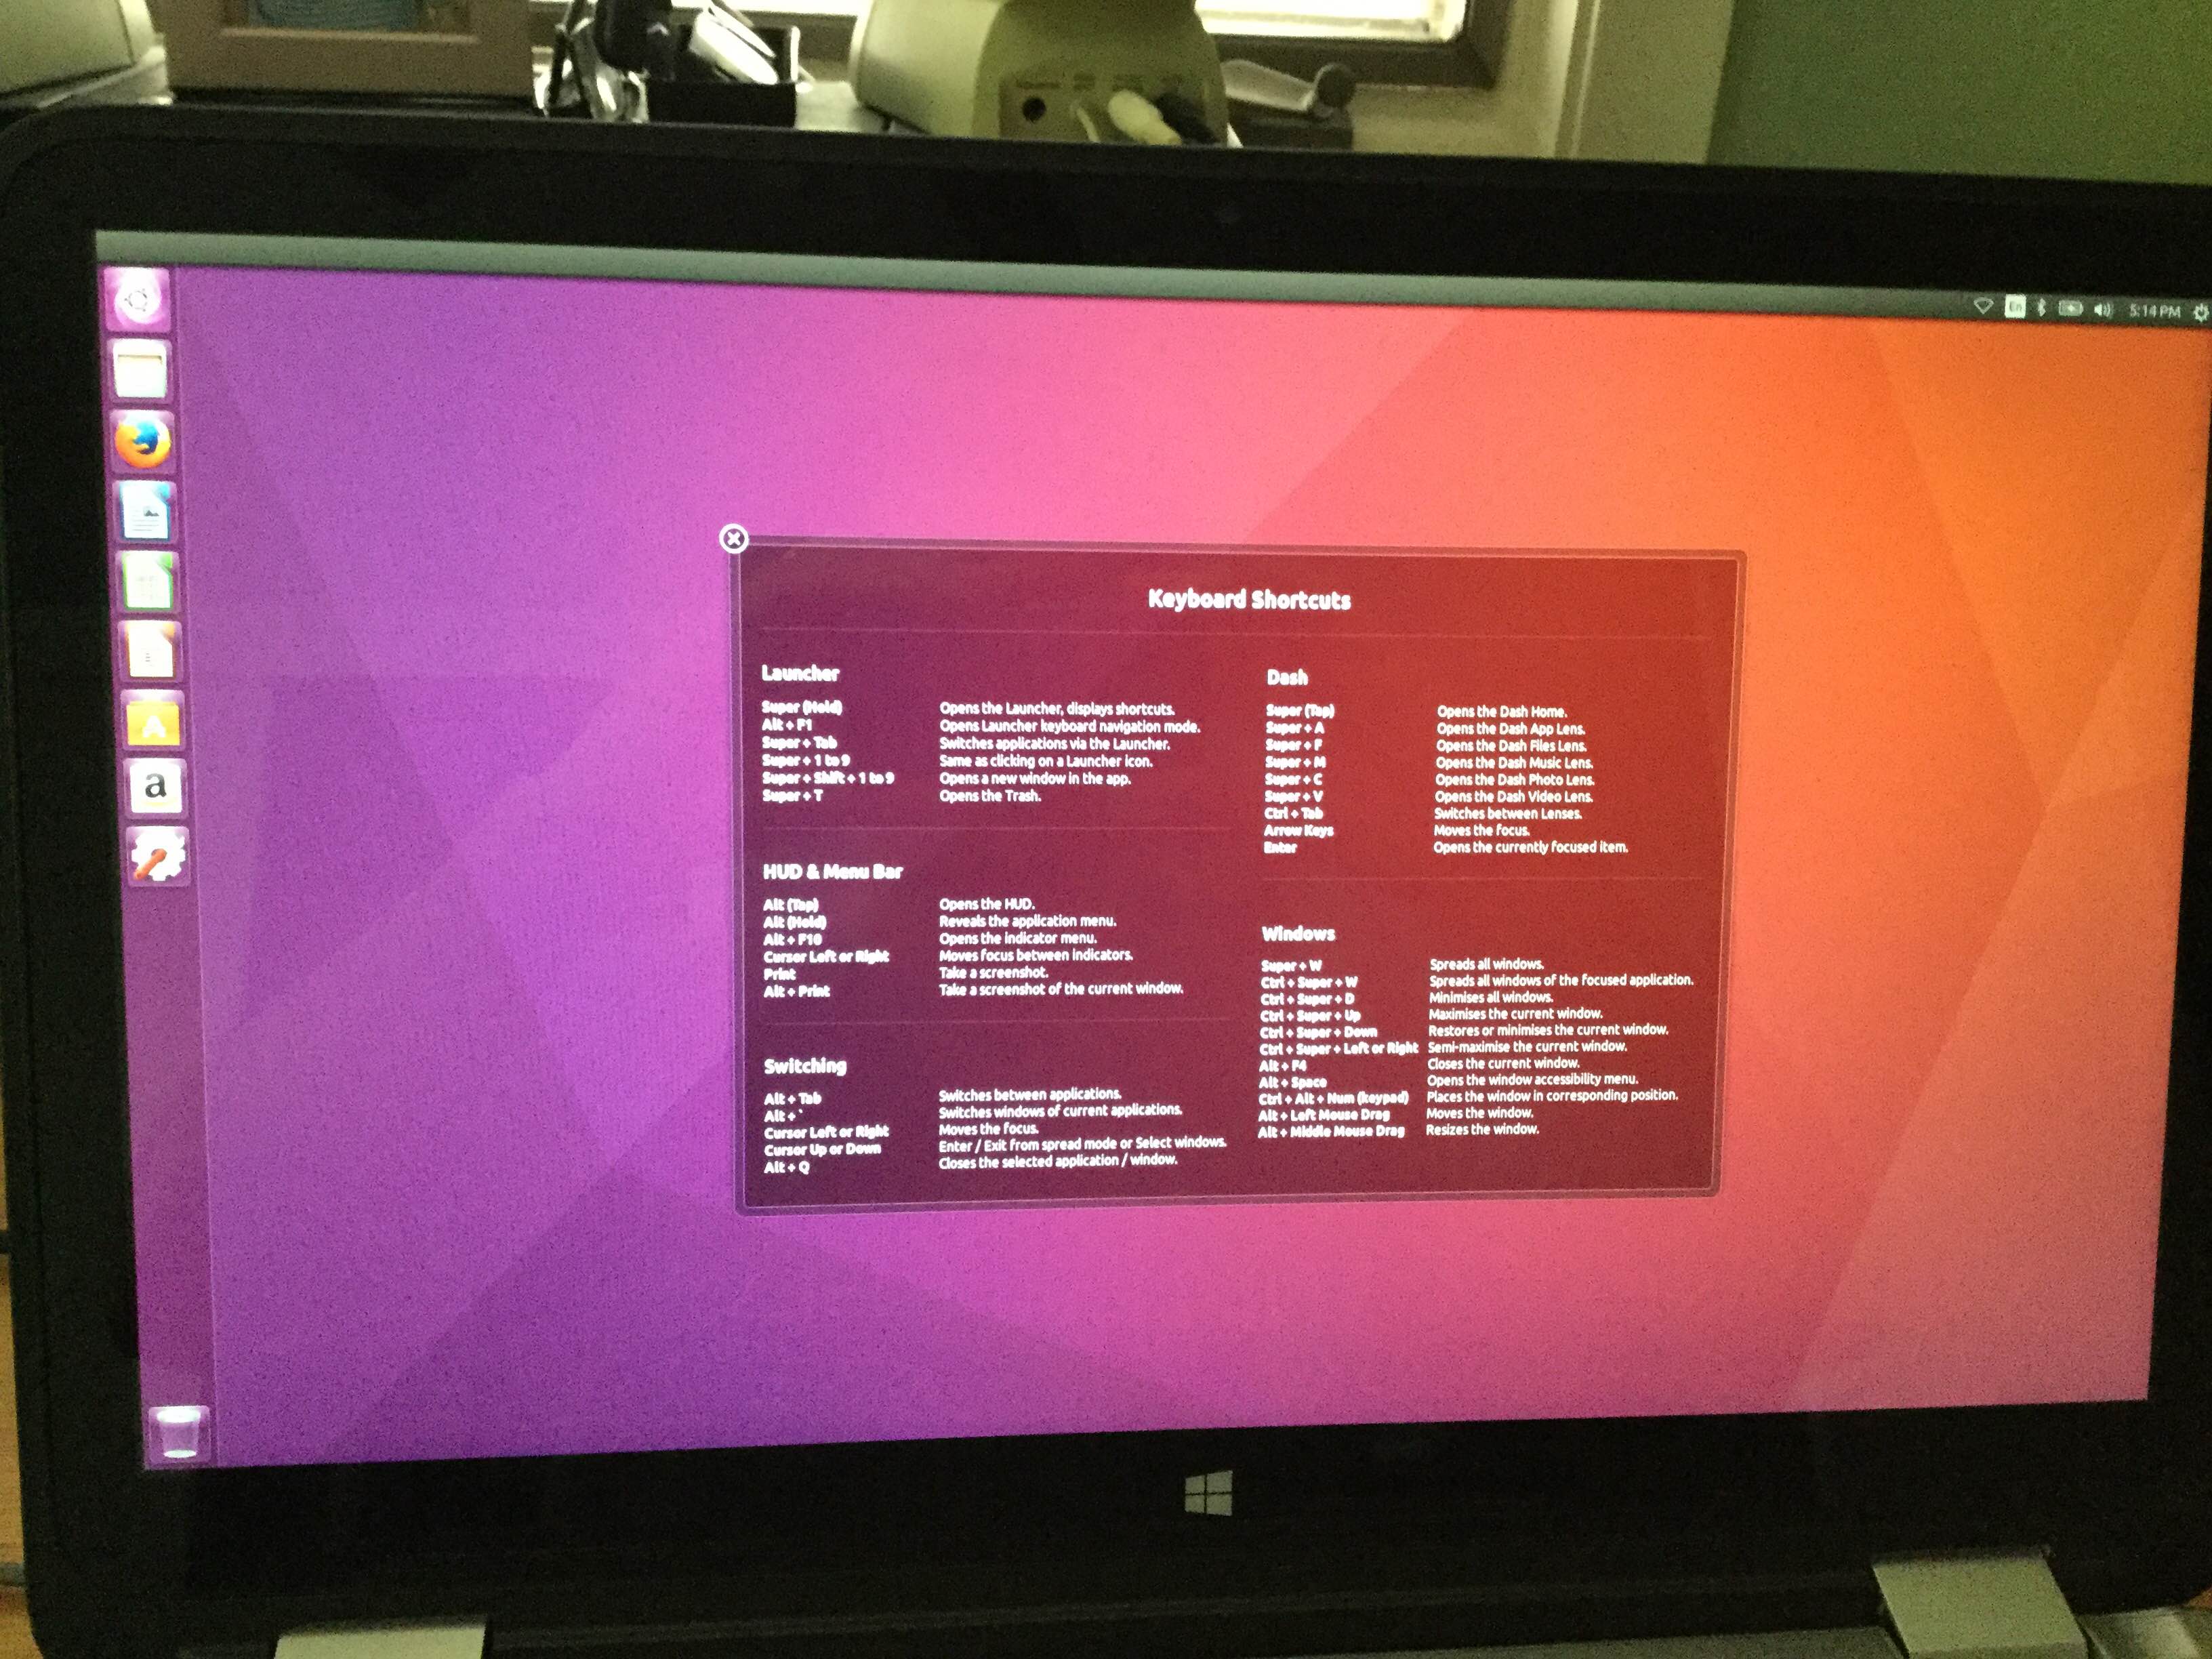 En
5:14 PM
a
Keyboard Shortcuts
Launcher
Super (Hold) Opens the Launcher, displays shortcuts.
Alt + F1 Opens Launcher keyboard navigation mode.
Super + Tab Switches applications via the Launcher.
Super + 1 to 9 Same as clicking on a Launcher icon.
Super + Shift + 1 to 9 Opens a new window in the app.
Super + T Opens the Trash.
HUD & Menu Bar
Alt (Tap) Opens the HUD.
Alt (Hold) Reveals the application menu.
Alt + F10 Opens the indicator menu.
Cursor Left or Right Moves focus between indicators.
Print Take a screenshot.
Alt + Print Take a screenshot of the current window.
Switching
Alt + Tab Switches between applications.
Alt + ` Switches windows of current applications.
Cursor Left or Right Moves the focus.
Cursor Up or Down Enter / Exit from spread mode or Select windows.
Alt + Q Closes the selected application / window.
Dash
Super (Tap) Opens the Dash Home.
Super + A Opens the Dash App Lens.
Super + F Opens the Dash Files Lens.
Super + M Opens the Dash Music Lens.
Super + C Opens the Dash Photo Lens.
Super + V Opens the Dash Video Lens.
Ctrl + Tab Switches between Lenses.
Arrow Keys Moves the focus.
Enter Opens the currently focused item.
Windows
Super + W Spreads all windows.
Ctrl + Super + W Spreads all windows of the focused application.
Ctrl + Super + D Minimises all windows.
Ctrl + Super + Up Maximises the current window.
Ctrl + Super + Down Restores or minimises the current window.
Ctrl + Super + Left or Right Semi-maximise the current window.
Alt + F4 Closes the current window.
Alt + Space Opens the window accessibility menu.
Ctrl + Alt + Num (keypad) Places the window in corresponding position.
Alt + Left Mouse Drag Moves the window.
Alt + Middle Mouse Drag Resizes the window.